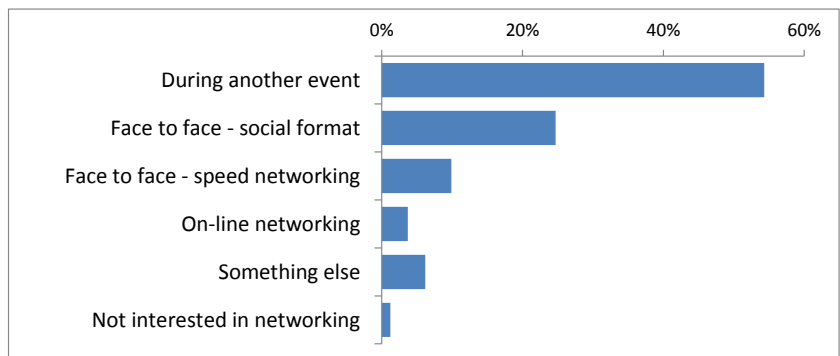 0% 20% 40% 60%
During another event
Face to face - social format
Face to face - speed networking
On-line networking
Something else
Not interested in networking